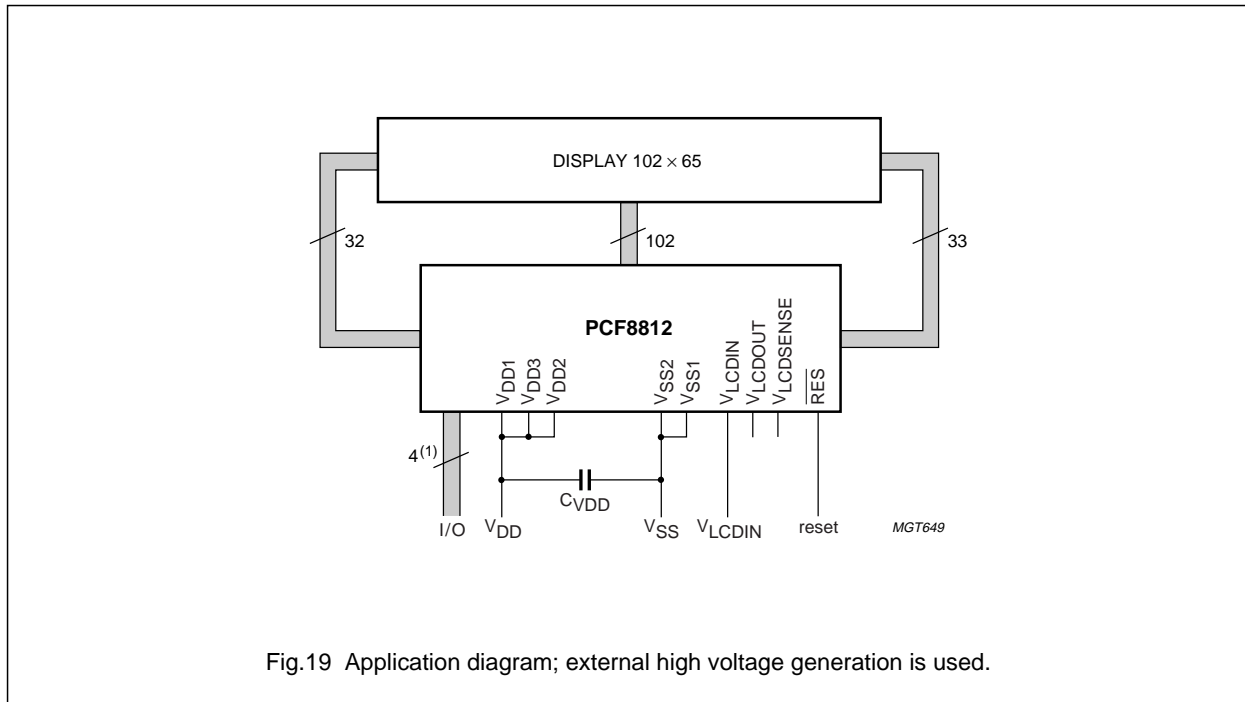 DISPLAY 102 × 65
32
102
33
PCF8812
VDD1
VDD3
VDD2
VSS2
VSS1
VLCDIN
VLCDOUT
VLCDSENSE
RES
4(1)
CVDD
I/O
VDD
VSS
VLCDIN
reset
MGT649
Fig.19 Application diagram; external high voltage generation is used.